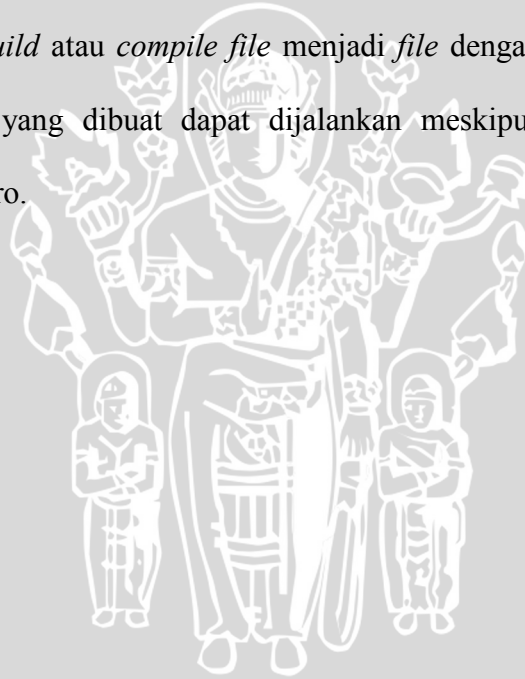 uild atau compile file menjadi file denga
yang dibuat dapat dijalankan meskipu
ro.